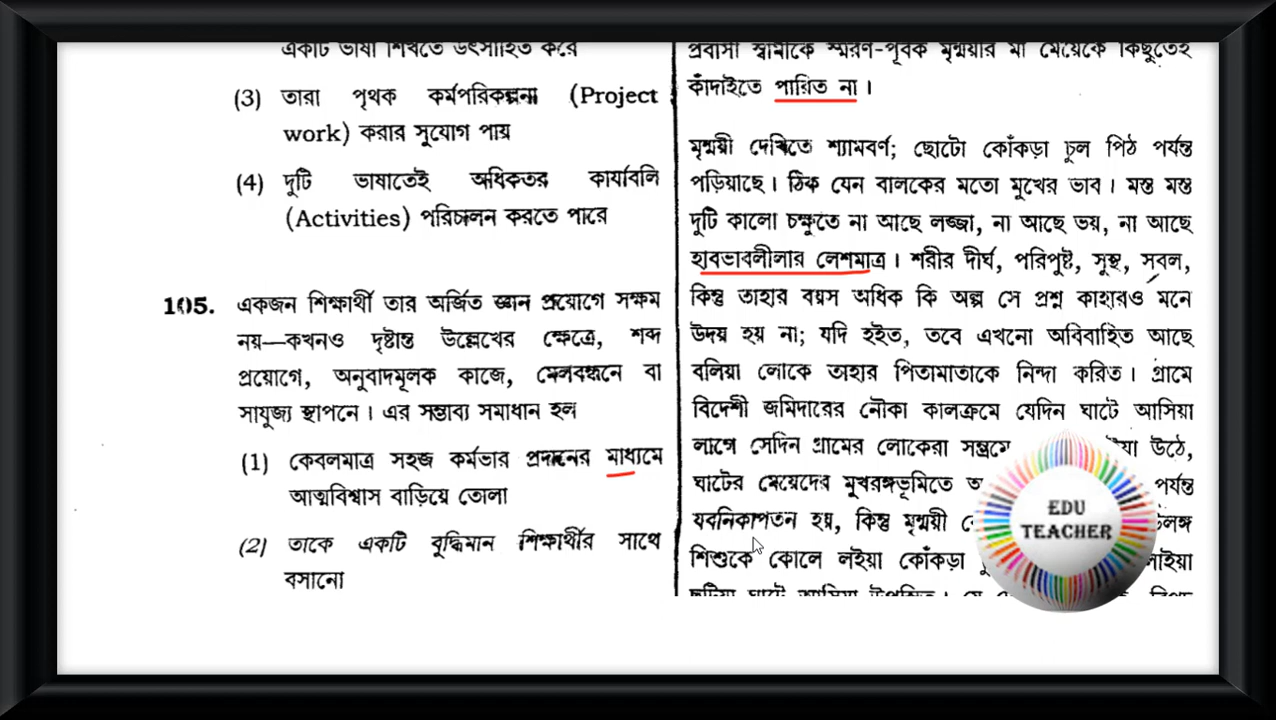 একটি ভাষা শিখতে উৎসাহিত করে
(3) তারা পৃথক কর্মপরিকল্পনা (Project
work) করার সুযোগ পায়
(4) দুটি ভাষাতেই অধিকতর কার্যাবলি
(Activities) পরিচালন করতে পারে
105. একজন শিক্ষার্থী তার অর্জিত জ্ঞান প্রয়োগে সক্ষম
নয়—কখনও দৃষ্টান্ত উল্লেখের ক্ষেত্রে, শব্দ
প্রয়োগে, অনুবাদমূলক কাজে, মেলবন্ধনে বা
সাযুজ্য স্থাপনে। এর সম্ভাব্য সমাধান হল
(1) কেবলমাত্র সহজ কর্মভার প্রদানের মাধ্যমে
আত্মবিশ্বাস বাড়িয়ে তোলা
(2) তাকে একটি বুদ্ধিমান শিক্ষার্থীর সাথে
বসানো
প্রবাসী স্বামীকে স্মরণ-পূর্বক মৃন্ময়ীর মা মেয়েকে কিছুতেই
কাঁদাইতে পারিত না।
মৃন্ময়ী দেখিতে শ্যামবর্ণ; ছোটো কোঁকড়া চুল পিঠ পর্যন্ত
পড়িয়াছে। ঠিক যেন বালকের মতো মুখের ভাব। মস্ত মস্ত
দুটি কালো চক্ষুতে না আছে লজ্জা, না আছে ভয়, না আছে
হাবভাবলীলার লেশমাত্র। শরীর দীর্ঘ, পরিপুষ্ট, সুস্থ, সবল,
কিন্তু তাহার বয়স অধিক কি অল্প সে প্রশ্ন কাহারও মনে
উদয় হয় না; যদি হইত, তবে এখনো অবিবাহিত আছে
বলিয়া লোকে তাহার পিতামাতাকে নিন্দা করিত। গ্রামে
বিদেশী জমিদারের নৌকা কালক্রমে যেদিন ঘাটে আসিয়া
লাগে সেদিন গ্রামের লোকেরা সম্ভ্রমে উঠে,
ঘাটের মেয়েদের মুখরঙ্গভূমিতে পর্যন্ত
যবনিকাপতন হয়, কিন্তু মৃন্ময়ী
শিশুকে কোলে লইয়া কোঁকড়া
ছুটিয়া ঘাটে আসিয়া উপস্থিত।
EDU
TEACHER